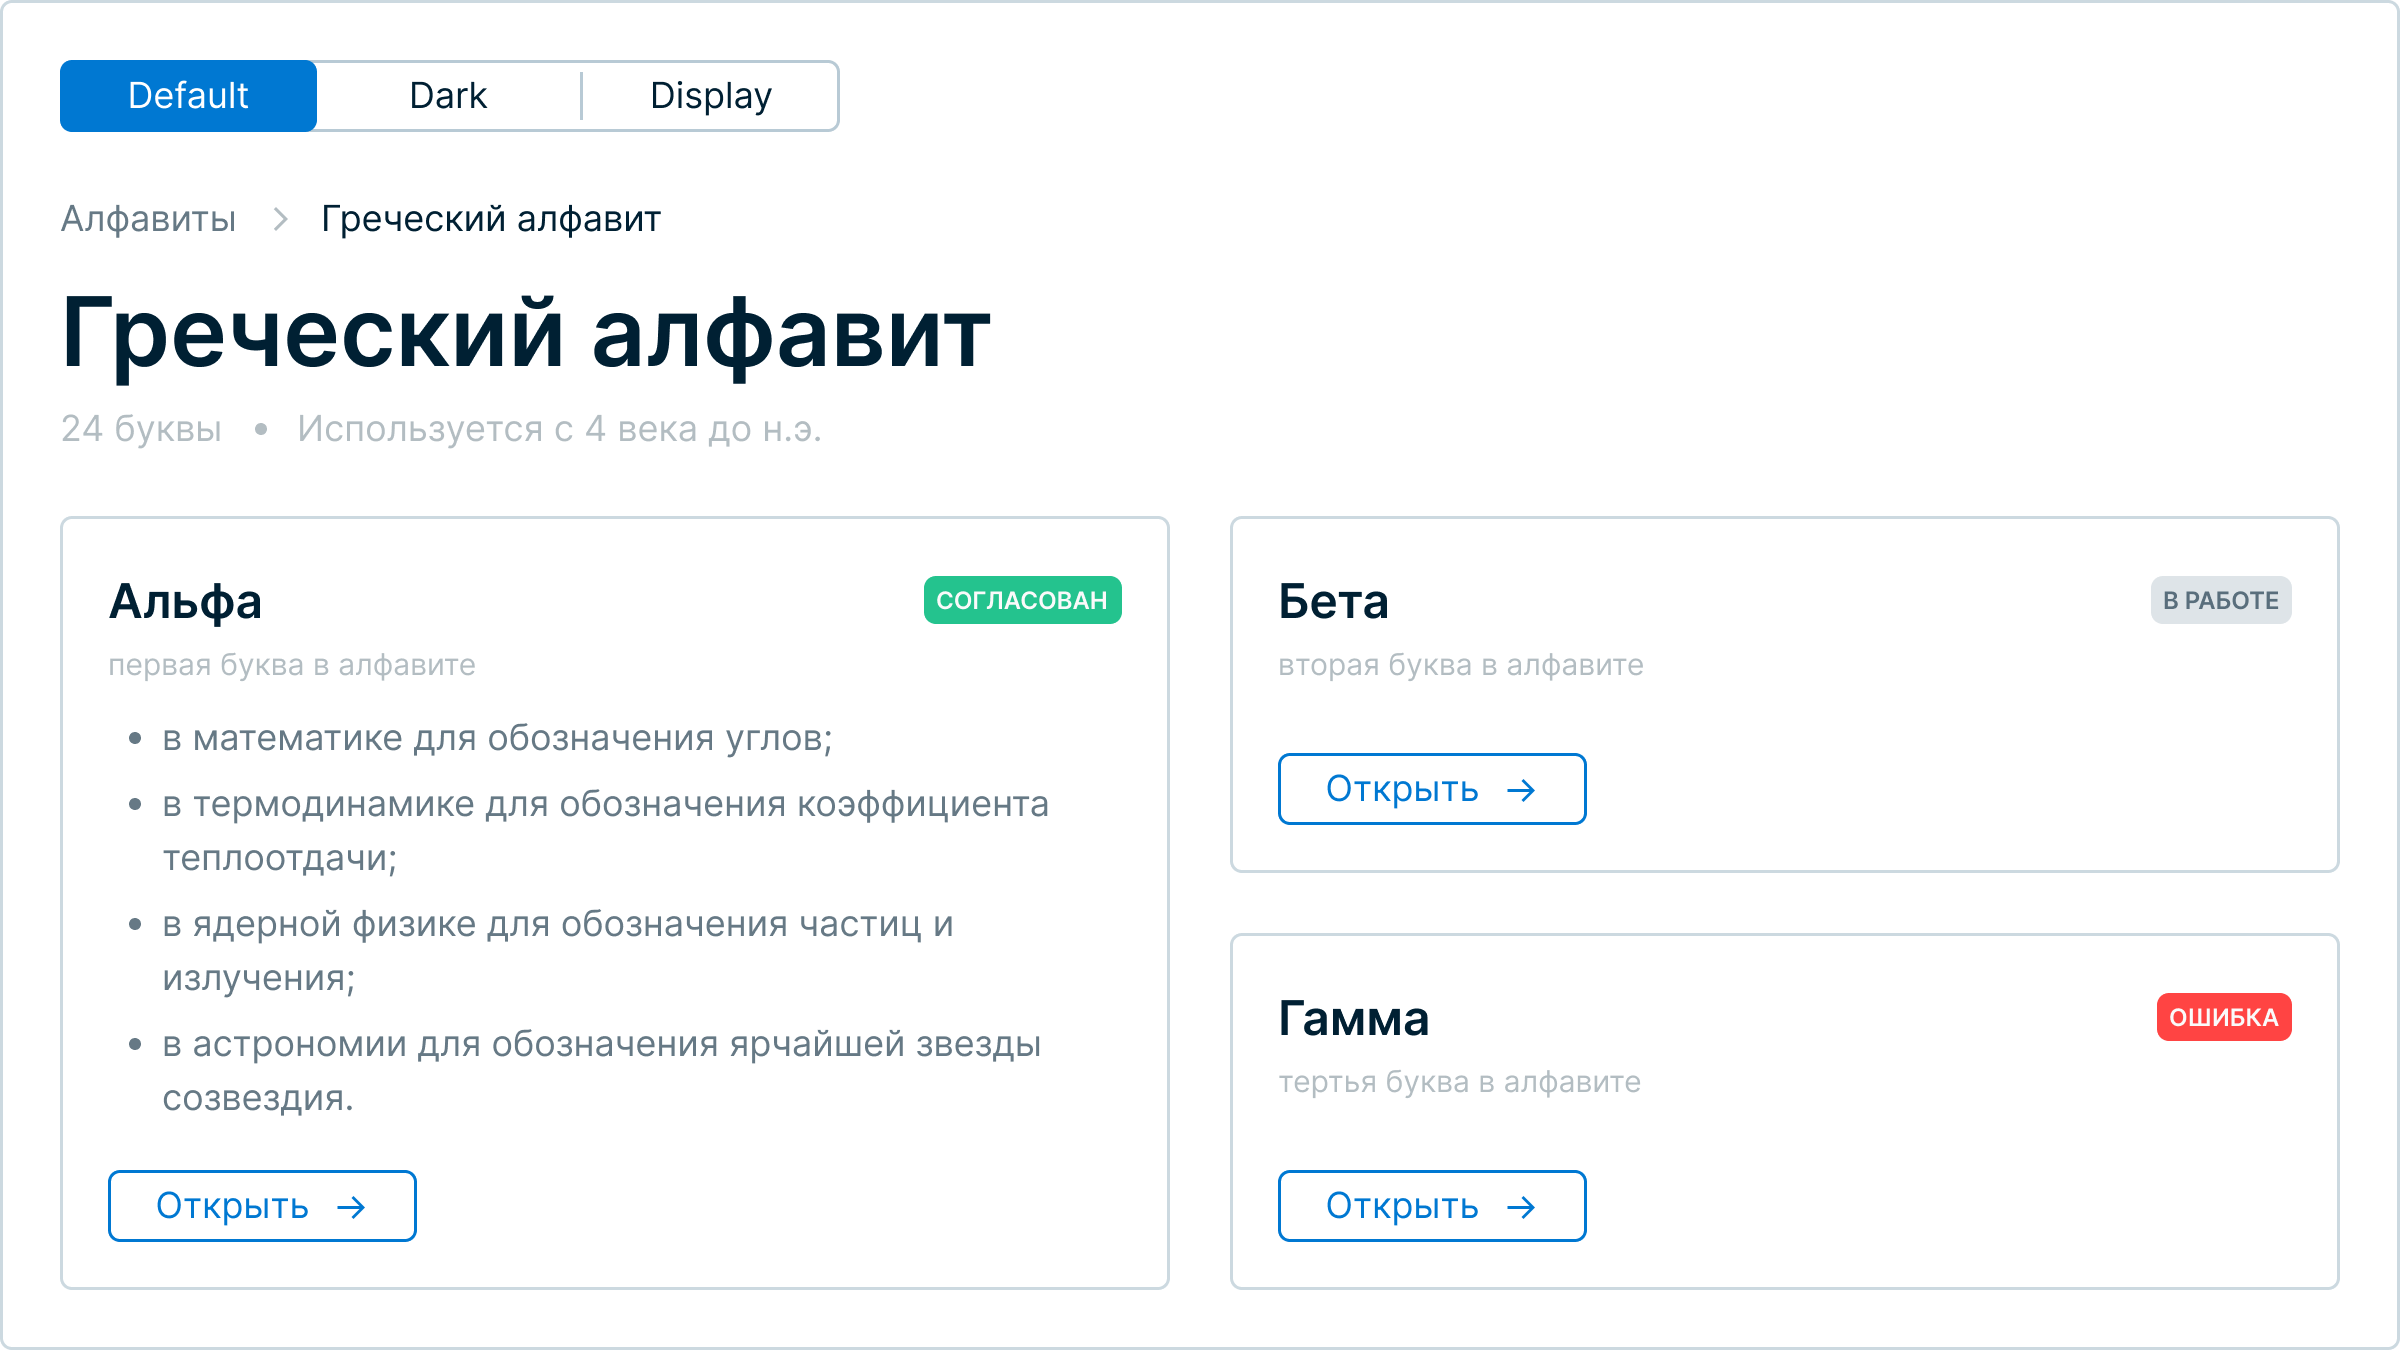 Default Dark Display
Алфавиты Греческий алфавит
Греческий алфавит
24 буквы • Используется с 4 века до н.э.
Альфа СОГЛАСОВАН
первая буква в алфавите
• в математике для обозначения углов;
• в термодинамике для обозначения коэффициента
теплоотдачи;
• в ядерной физике для обозначения частиц и
излучения;
• в астрономии для обозначения ярчайшей звезды
созвездия.
Открыть →
Бета В РАБОТЕ
вторая буква в алфавите
Открыть →
Гамма ОШИБКА
тертья буква в алфавите
Открыть →